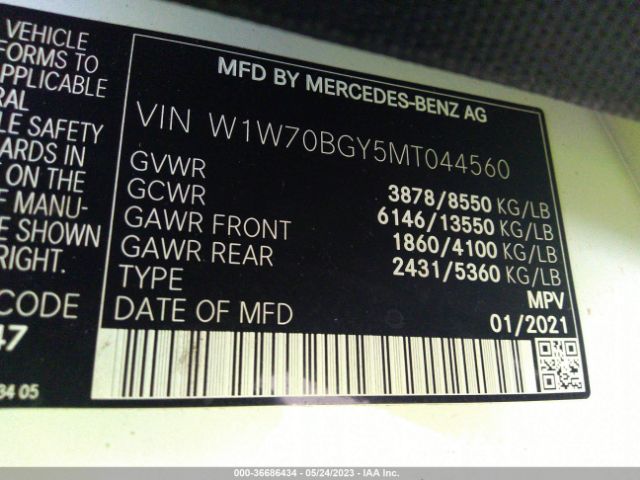 VEHICLE
FORMS TO
APPLICABLE
RAL
LE SAFETY
ARDS IN
ON THE
MANU-
E SHOWN
RIGHT.
CODE
47
34 05
MFD BY MERCEDES-BENZ AG
VIN W1W70BGY5MT044560
GVWR 3878/8550 KG/LB
GCWR 6146/13550 KG/LB
GAWR FRONT 1860/4100 KG/LB
GAWR REAR 2431/5360 KG/LB
TYPE MPV
DATE OF MFD 01/2021
000-36686434 - 05/24/2023 - IAA Inc.